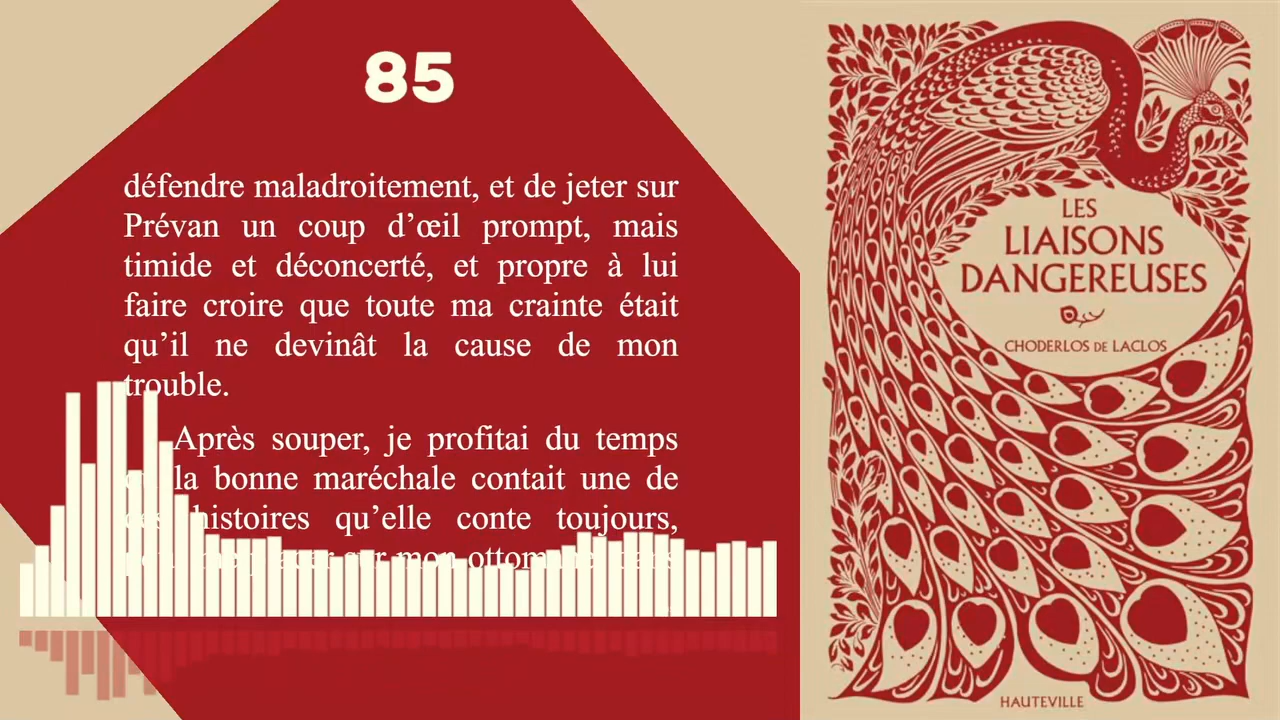 85
défendre maladroitement, et de jeter sur
Prévan un coup d’œil prompt, mais
timide et déconcerté, et propre à lui
faire croire que toute ma crainte était
qu’il ne devinât la cause de mon
trouble.
Après souper, je profitai du temps
la bonne maréchale contait une de
histoires qu’elle conte toujours,
sur mon
LES
LIAISONS
DANGEREUSES
CHODERLOS DE LACLOS
HAUTEVILLE